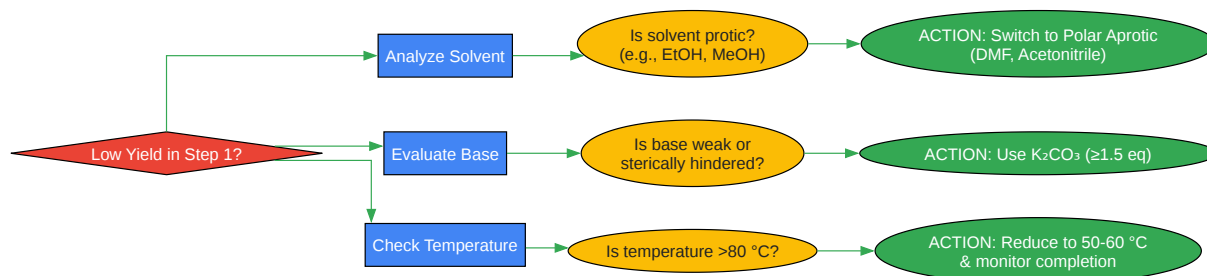 Analyze Solvent
Is solvent protic?
(e.g., EtOH, MeOH)
ACTION: Switch to Polar Aprotic
(DMF, Acetonitrile)
Low Yield in Step 1?
Evaluate Base
Is base weak or
sterically hindered?
ACTION: Use K₂CO₃ (≥1.5 eq)
Check Temperature
Is temperature >80 °C?
ACTION: Reduce to 50-60 °C
& monitor completion